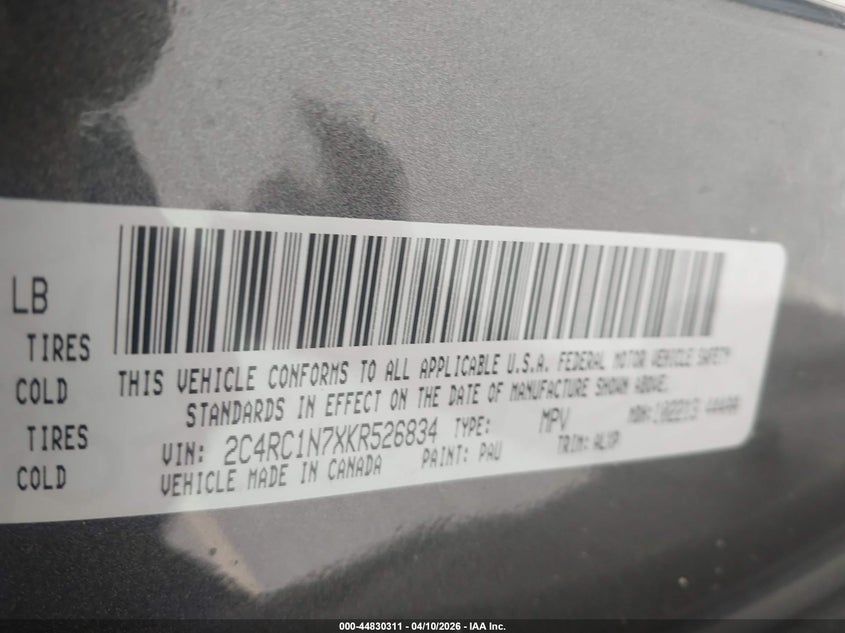 LB
TIRES
COLD
TIRES
COLD
THIS VEHICLE CONFORMS TO ALL APPLICABLE U.S.A. FEDERAL MOTOR VEHICLE SAFETY
STANDARDS IN EFFECT ON THE DATE OF MANUFACTURE SHOWN ABOVE.
VIN: 2C4RC1N7XKR526834 TYPE: MPV MDH:
VEHICLE MADE IN CANADA PAINT: PAU TRIM:
000-44830311 - 04/10/2026 - IAA Inc.